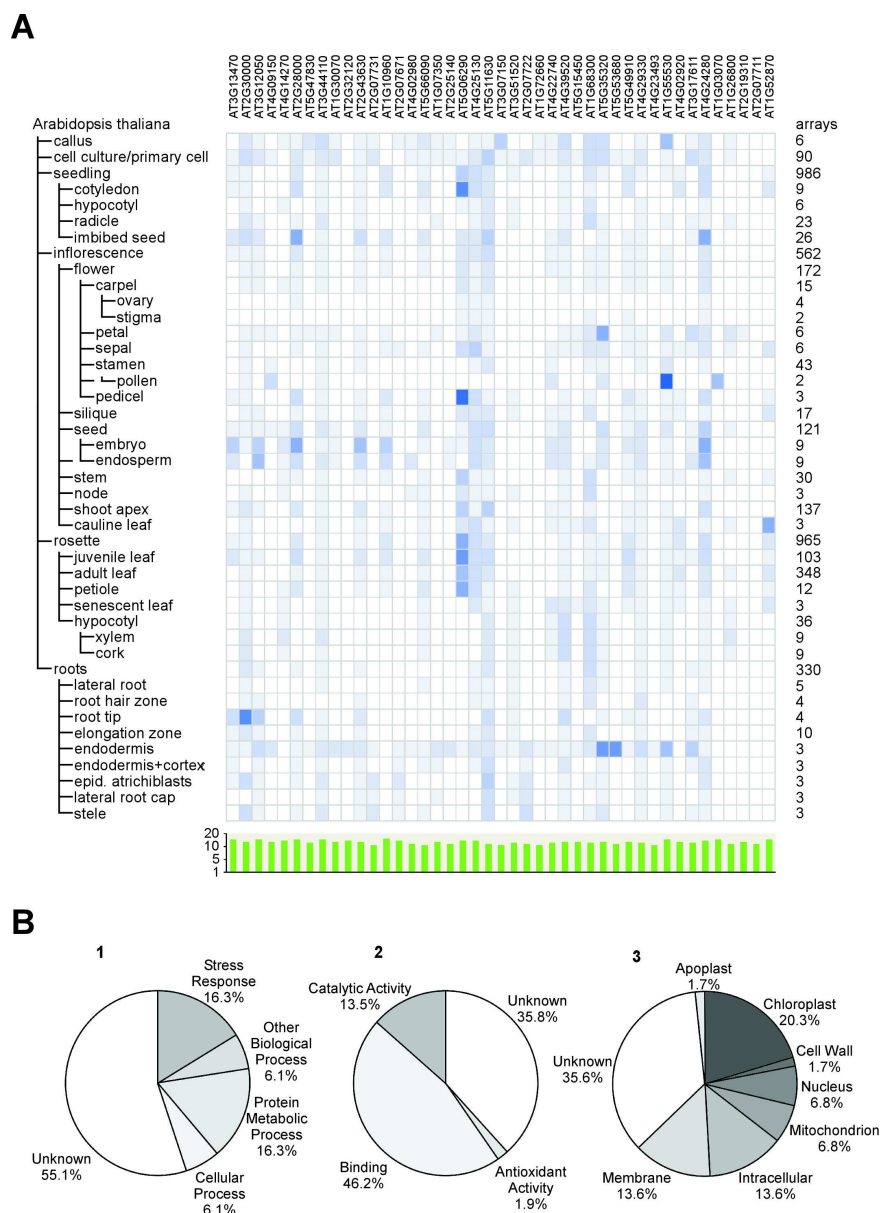 A
AT3G13470
AT2G30000
AT3G12050
AT4G09150
AT4G14270
AT2G28000
AT5G47830
AT3G44110
AT1G30070
AT2G32120
AT2G43630
AT2G07731
AT1G10960
AT2G07671
AT4G02980
AT5G66090
AT1G07350
AT2G25140
AT5G06290
AT4G25130
AT5G11630
AT3G07150
AT3G51520
AT2G07722
AT1G72660
AT4G22740
AT4G39520
AT5G15450
AT1G68300
AT5G35320
AT5G53680
AT5G49910
AT4G29330
AT4G23493
AT1G55530
AT4G02920
AT3G17611
AT4G24280
AT1G03070
AT1G26800
AT2G19310
AT2G07711
AT1G52870
Arabidopsis thaliana arrays
callus 6
cell culture/primary cell 90
seedling 986
cotyledon 9
hypocotyl 6
radicle 23
imbibed seed 26
inflorescence 562
flower 172
carpel 15
ovary 4
stigma 2
petal 6
sepal 6
stamen 43
pollen 2
pedicel 3
silique 17
seed 121
embryo 9
endosperm 9
stem 30
node 3
shoot apex 137
cauline leaf 3
rosette 965
juvenile leaf 103
adult leaf 348
petiole 12
senescent leaf 3
hypocotyl 36
xylem 9
cork 9
roots 330
lateral root 5
root hair zone 4
root tip 4
elongation zone 10
endodermis 3
endodermis+cortex 3
epid. atrichiblasts 3
lateral root cap 3
stele 3
20
10
5
1
B
1
Stress
Response
16.3%
Other
Biological
Process
6.1%
Protein
Metabolic
Process
16.3%
Cellular
Process
6.1%
Unknown
55.1%
2
Catalytic Activity
13.5%
Unknown
35.8%
Antioxidant
Activity
1.9%
Binding
46.2%
3
Apoplast
1.7%
Chloroplast
20.3%
Cell Wall
1.7%
Nucleus
6.8%
Mitochondrion
6.8%
Intracellular
13.6%
Membrane
13.6%
Unknown
35.6%